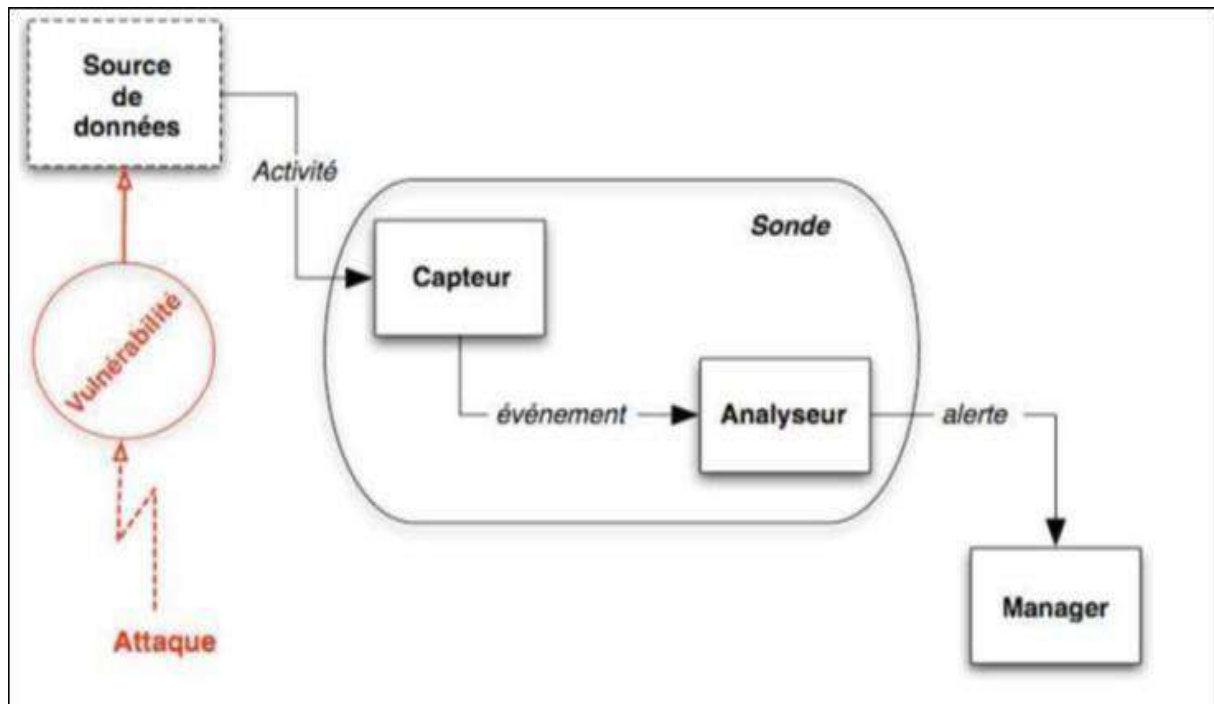 Source
de
données
Activité
Sonde
Capteur
Vulnérabilité
événement
Analyseur
alerte
Manager
Attaque